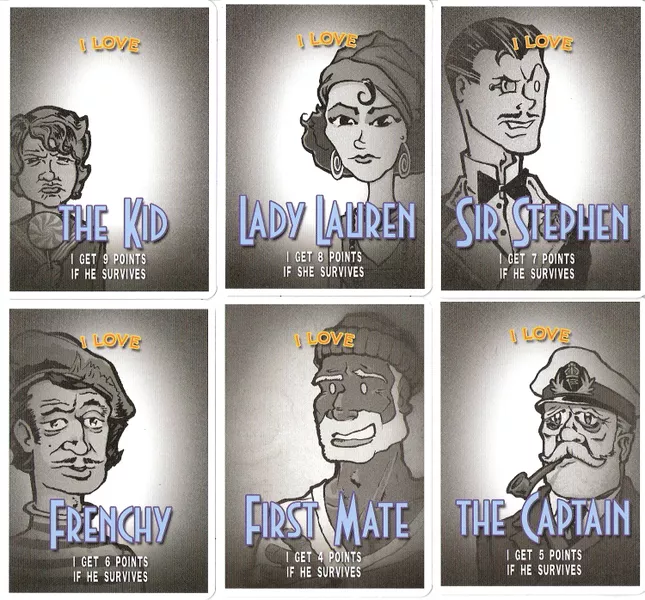 I LOVE
THE KID
I GET 9 POINTS
IF HE SURVIVES
I LOVE
LADY LAUREN
I GET 8 POINTS
IF SHE SURVIVES
I LOVE
SIR STEPHEN
I GET 7 POINTS
IF HE SURVIVES
I LOVE
FRENCHY
I GET 6 POINTS
IF HE SURVIVES
I LOVE
FIRST MATE
I GET 4 POINTS
IF HE SURVIVES
I LOVE
THE CAPTAIN
I GET 5 POINTS
IF HE SURVIVES